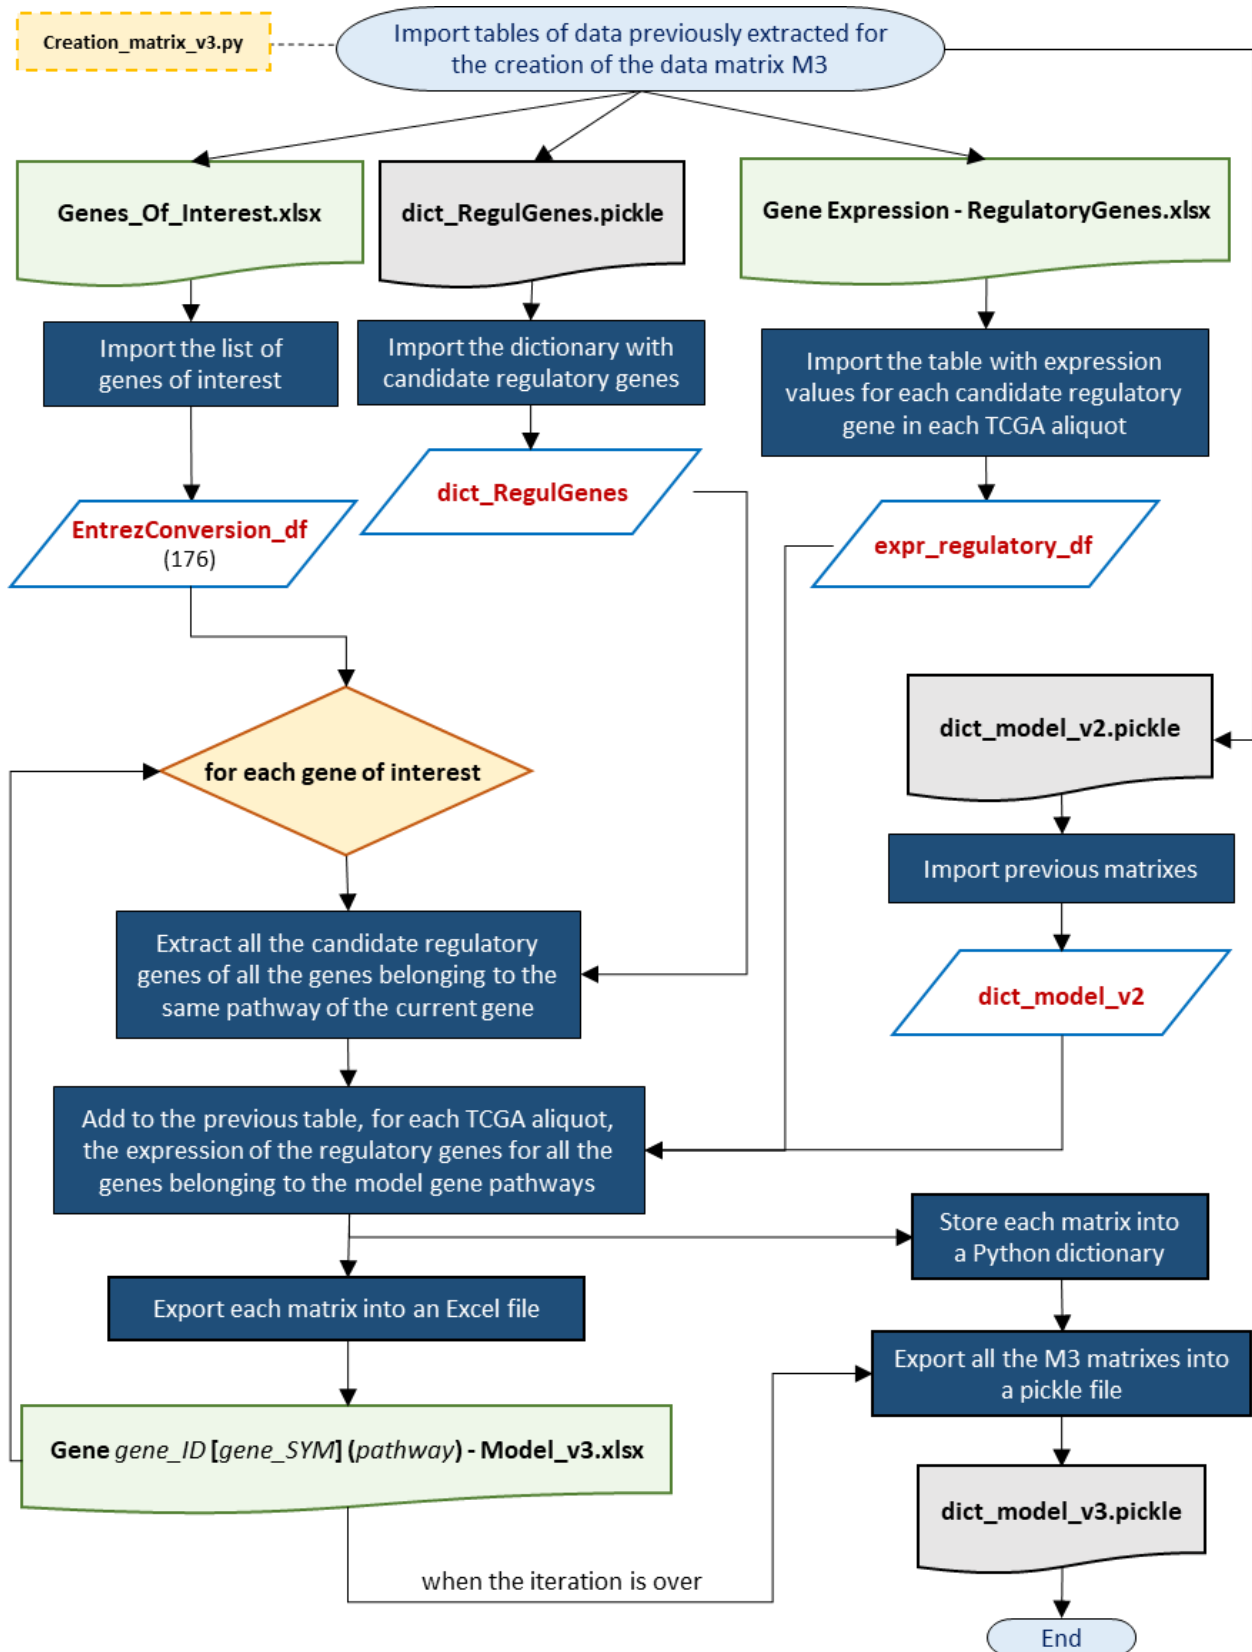 Creation_matrix_v3.py
Import tables of data previously extracted for
the creation of the data matrix M3
Genes_Of_Interest.xlsx
dict_RegulGenes.pickle
Gene Expression - RegulatoryGenes.xlsx
Import the list of
genes of interest
Import the dictionary with
candidate regulatory genes
Import the table with expression
values for each candidate regulatory
gene in each TCGA aliquot
EntrezConversion_df
(176)
dict_RegulGenes
expr_regulatory_df
for each gene of interest
dict_model_v2.pickle
Import previous matrixes
dict_model_v2
Extract all the candidate regulatory
genes of all the genes belonging to the
same pathway of the current gene
Add to the previous table, for each TCGA aliquot,
the expression of the regulatory genes for all the
genes belonging to the model gene pathways
Store each matrix into
a Python dictionary
Export each matrix into an Excel file
Export all the M3 matrixes into
a pickle file
Gene gene_ID [gene_SYM] (pathway) - Model_v3.xlsx
dict_model_v3.pickle
when the iteration is over
End